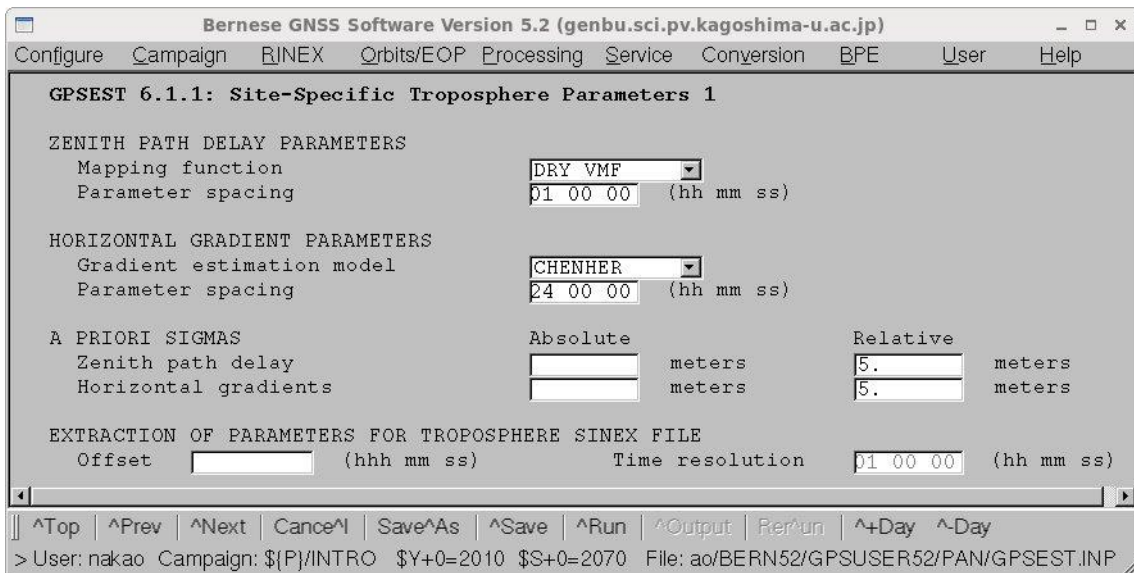 Bernese GNSS Software Version 5.2 (genbu.sci.pv.kagoshima-u.ac.jp)
Configure Campaign RINEX Orbits/EOP Processing Service Conversion BPE User Help
GPSEST 6.1.1: Site-Specific Troposphere Parameters 1
ZENITH PATH DELAY PARAMETERS
Mapping function DRY VMF
Parameter spacing 01 00 00 (hh mm ss)
HORIZONTAL GRADIENT PARAMETERS
Gradient estimation model CHENHER
Parameter spacing 24 00 00 (hh mm ss)
A PRIORI SIGMAS Absolute Relative
Zenith path delay meters 5. meters
Horizontal gradients meters 5. meters
EXTRACTION OF PARAMETERS FOR TROPOSPHERE SINEX FILE
Offset (hhh mm ss) Time resolution 01 00 00 (hh mm ss)
^Top | ^Prev | ^Next | Cance^l | Save^As | ^Save | ^Run | ^Output | Rer^un | ^+Day ^-Day
> User: nakao Campaign: ${P}/INTRO $Y+0=2010 $S+0=2070 File: ao/BERN52/GPSUSER52/PAN/GPSEST.INP